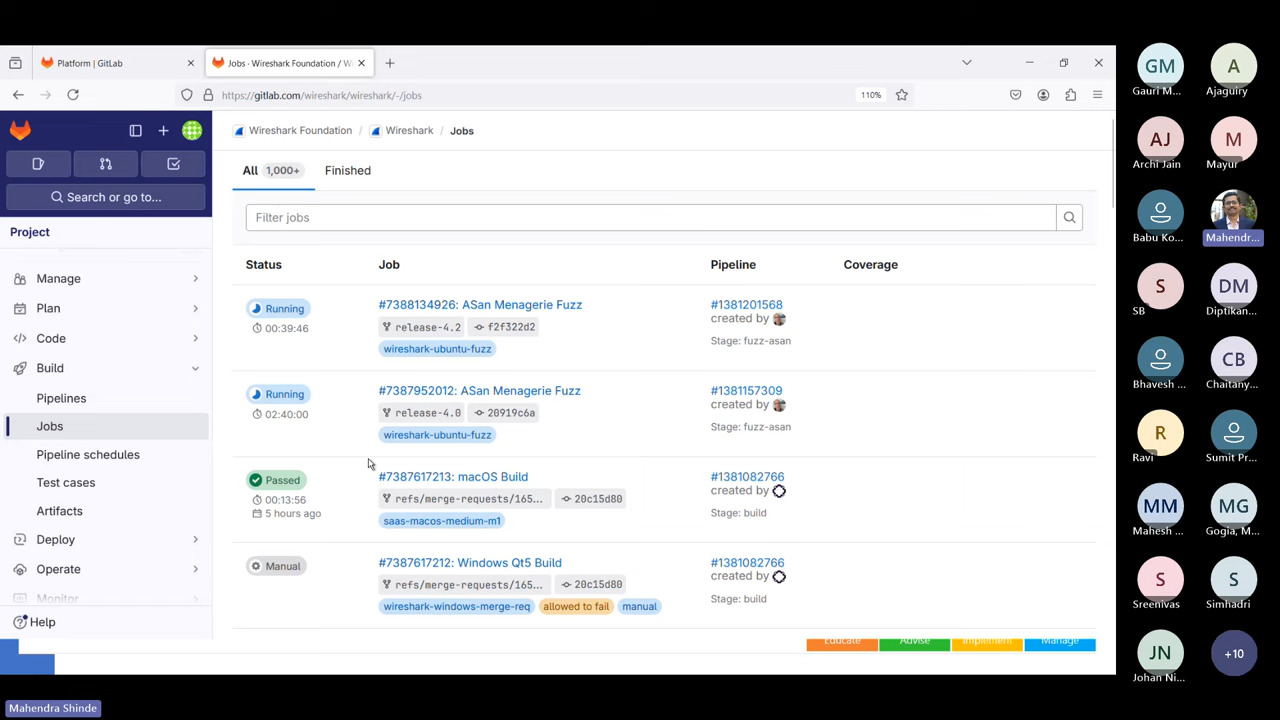 Platform | GitLab
Jobs · Wireshark Foundation / W
https://gitlab.com/wireshark/wireshark/-/jobs
110%
Search or go to...
Project
Manage
Plan
Code
Build
Pipelines
Jobs
Pipeline schedules
Test cases
Artifacts
Deploy
Operate
Monitor
Help
Wireshark Foundation / Wireshark / Jobs
All 1,000+ Finished
Filter jobs
Status Job Pipeline Coverage
Running #7388134926: ASan Menagerie Fuzz #1381201568
00:39:46 release-4.2 f2f322d2 created by
wireshark-ubuntu-fuzz Stage: fuzz-asan
Running #7387952012: ASan Menagerie Fuzz #1381157309
02:40:00 release-4.0 20919c6a created by
wireshark-ubuntu-fuzz Stage: fuzz-asan
Passed #7387617213: macOS Build #1381082766
00:13:56 refs/merge-requests/165... 20c15d80 created by
5 hours ago saas-macos-medium-m1 Stage: build
Manual #7387617212: Windows Qt5 Build #1381082766
refs/merge-requests/165... 20c15d80 created by
wireshark-windows-merge-req allowed to fail manual Stage: build
Educate Advise Implement Manage
GM A
Gauri M... Ajaguiry
AJ M
Archi Jain Mayur
Babu Ko... Mahendr...
S DM
SB Diptikan...
CB
Bhavesh ... Chaitany...
R
Ravi Sumit Pr...
MM MG
Mahesh ... Gogia, M...
S S
Sreenivas Simhadri
JN +10
Johan Ni...
Mahendra Shinde